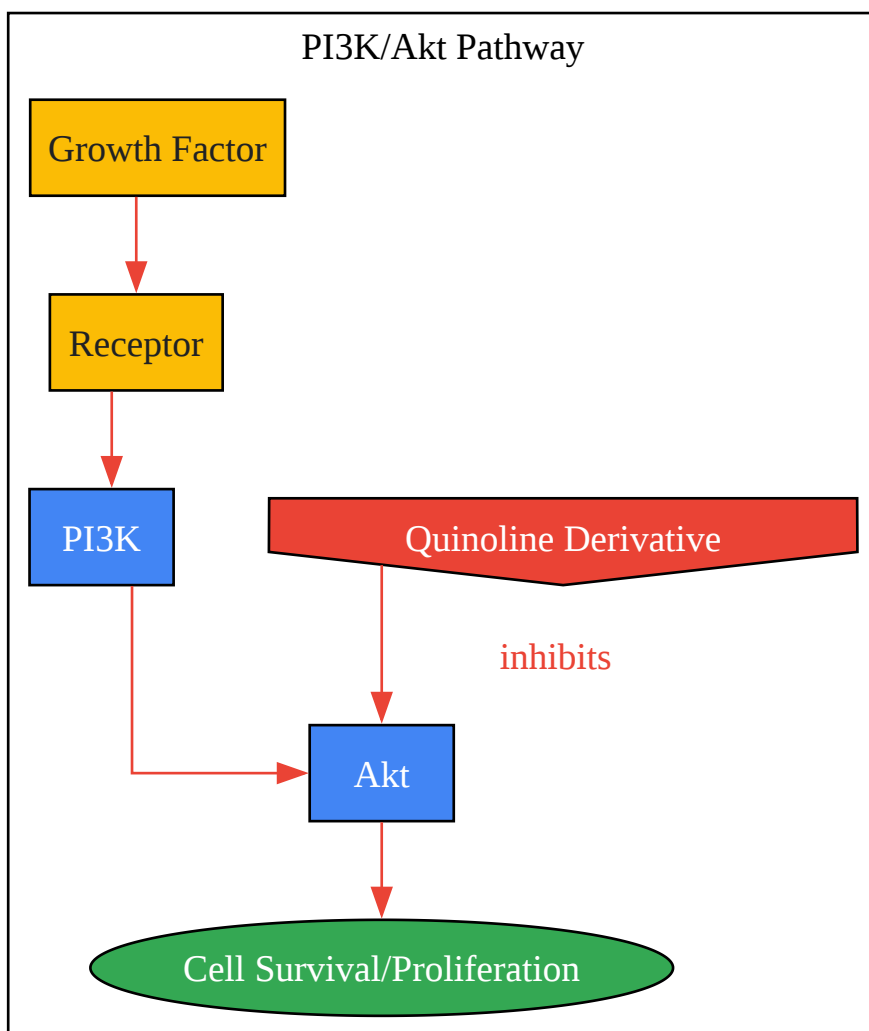 PI3K/Akt Pathway
Growth Factor
Receptor
PI3K
Quinoline Derivative
inhibits
Akt
Cell Survival/Proliferation